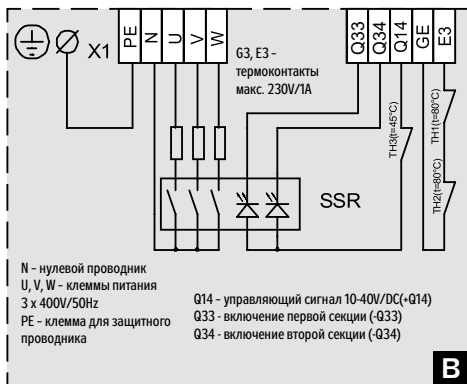 X1
PE
N
U
V
W
Q33
Q34
Q14
GE
E3
G3, E3 –
термоконтакты
макс. 230V/1A
TH3(t=45°C)
TH1(t=80°C)
TH2(t=80°C)
SSR
N – нулевой проводник
U, V, W – клеммы питания
3 x 400V/50Hz
PE – клемма для защитного
проводника
Q14 – управляющий сигнал 10-40V/DC(+Q14)
Q33 - включение первой секции (-Q33)
Q34 - включение второй секции (-Q34)
B